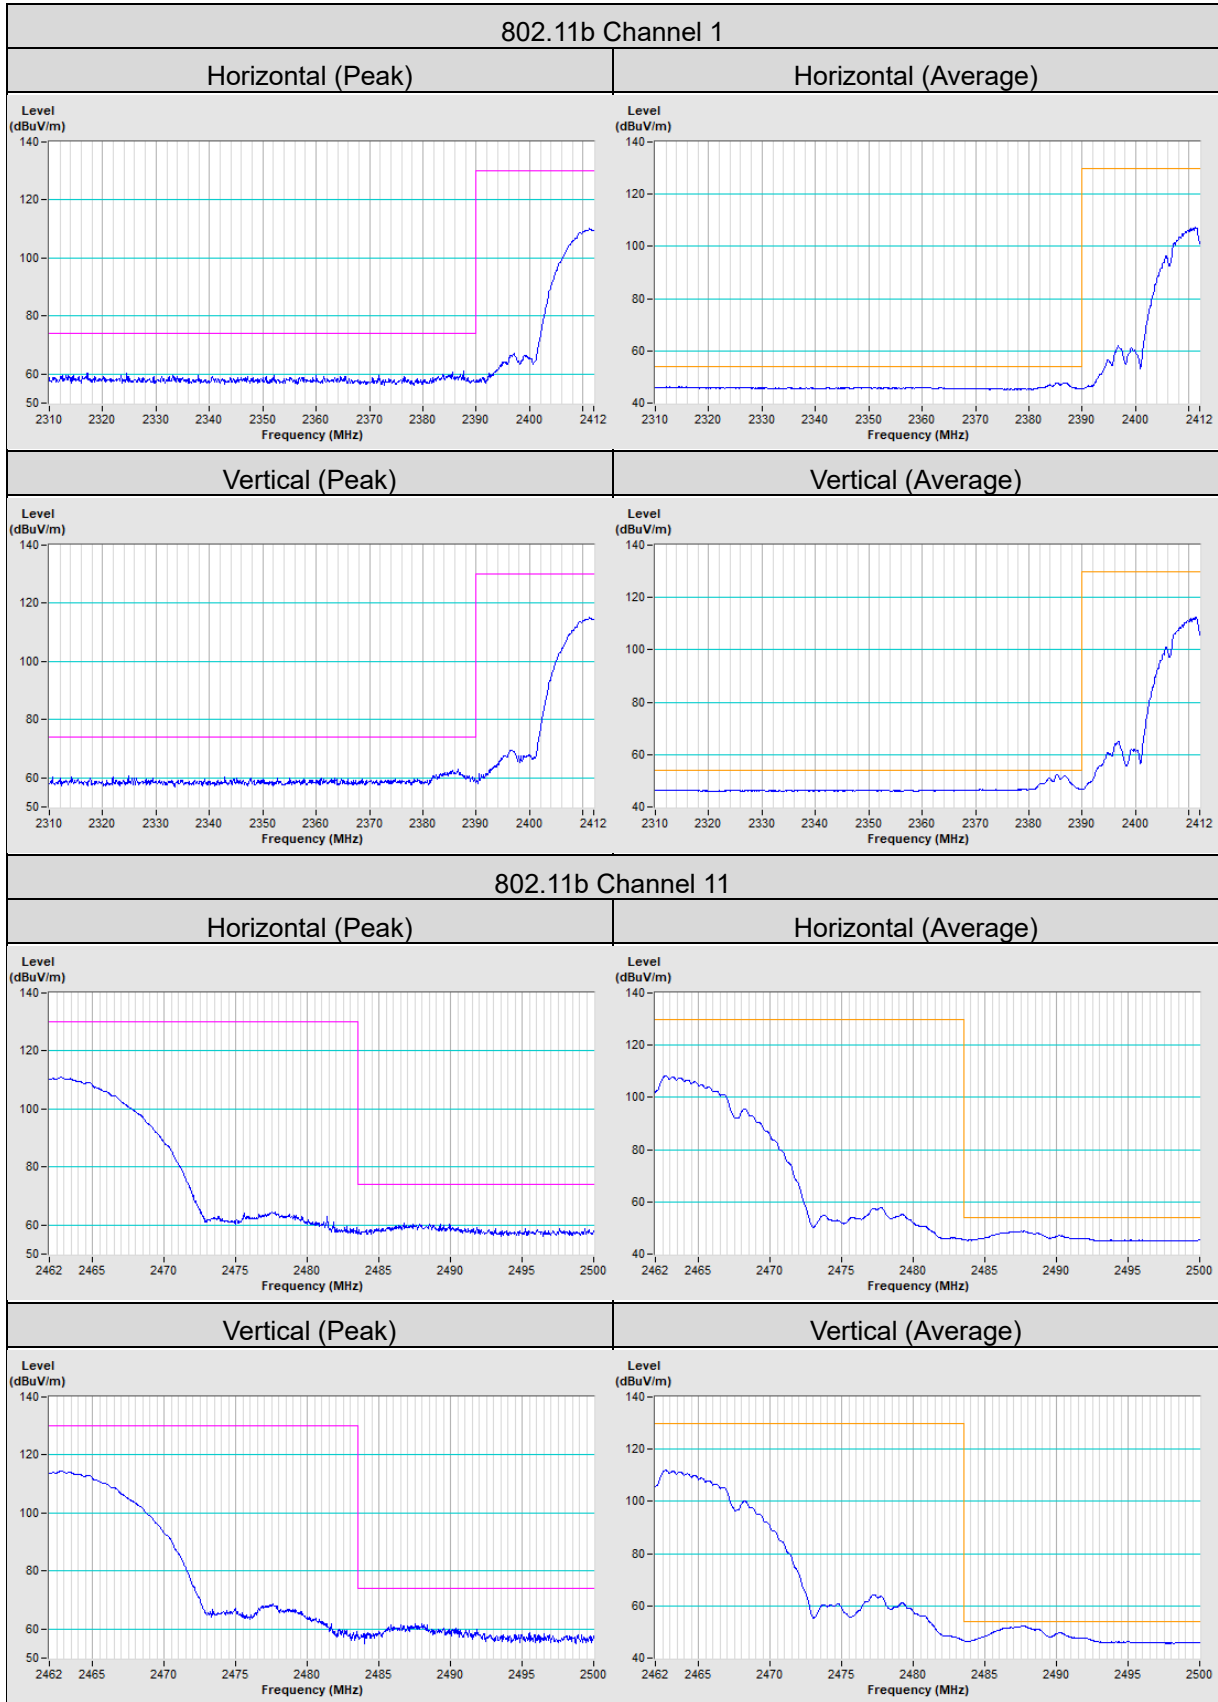 802.11b Channel 1
Horizontal (Peak) Horizontal (Average)
Level
(dBuV/m)
140
120
100
80
60
50
2310 2320 2330 2340 2350 2360 2370 2380 2390 2400 2412
Frequency (MHz)
Level
(dBuV/m)
140
120
100
80
60
40
2310 2320 2330 2340 2350 2360 2370 2380 2390 2400 2412
Frequency (MHz)
Vertical (Peak) Vertical (Average)
Level
(dBuV/m)
140
120
100
80
60
50
2310 2320 2330 2340 2350 2360 2370 2380 2390 2400 2412
Frequency (MHz)
Level
(dBuV/m)
140
120
100
80
60
40
2310 2320 2330 2340 2350 2360 2370 2380 2390 2400 2412
Frequency (MHz)
802.11b Channel 11
Horizontal (Peak) Horizontal (Average)
Level
(dBuV/m)
140
120
100
80
60
50
2462 2465 2470 2475 2480 2485 2490 2495 2500
Frequency (MHz)
Level
(dBuV/m)
140
120
100
80
60
40
2462 2465 2470 2475 2480 2485 2490 2495 2500
Frequency (MHz)
Vertical (Peak) Vertical (Average)
Level
(dBuV/m)
140
120
100
80
60
50
2462 2465 2470 2475 2480 2485 2490 2495 2500
Frequency (MHz)
Level
(dBuV/m)
140
120
100
80
60
40
2462 2465 2470 2475 2480 2485 2490 2495 2500
Frequency (MHz)